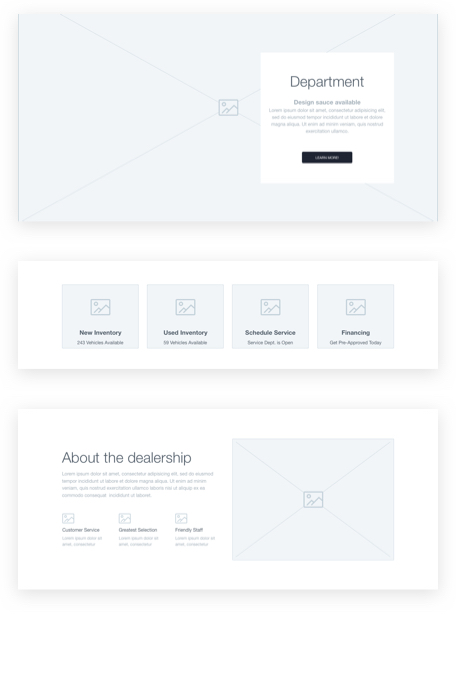 Department
Design sauce available
Lorem ipsum dolor sit amet, consectetur adipisicing elit, sed do eiusmod tempor incididunt ut labore et dolore magna aliqua. Ut enim ad minim veniam, quis nostrud exercitation ullamco
LEARN MORE!
New Inventory
243 Vehicles Available
Used Inventory
59 Vehicles Available
Schedule Service
Service Dept. is Open
Financing
Get Pre-Approved Today
About the dealership
Lorem ipsum dolor sit amet, consectetur adipisicing elit, sed do eiusmod
tempor incididunt ut labore et dolore magna aliqua. Ut enim ad minim
veniam, quis nostrud exercitation ullamco laboris nisi ut aliquip ex ea
commodo consequat incididunt ut laboret.
Customer Service
Lorem ipsum dolor sit
amet, consectetur
Greatest Selection
Lorem ipsum dolor sit
amet, consectetur
Friendly Staff
Lorem ipsum dolor sit
amet, consectetur